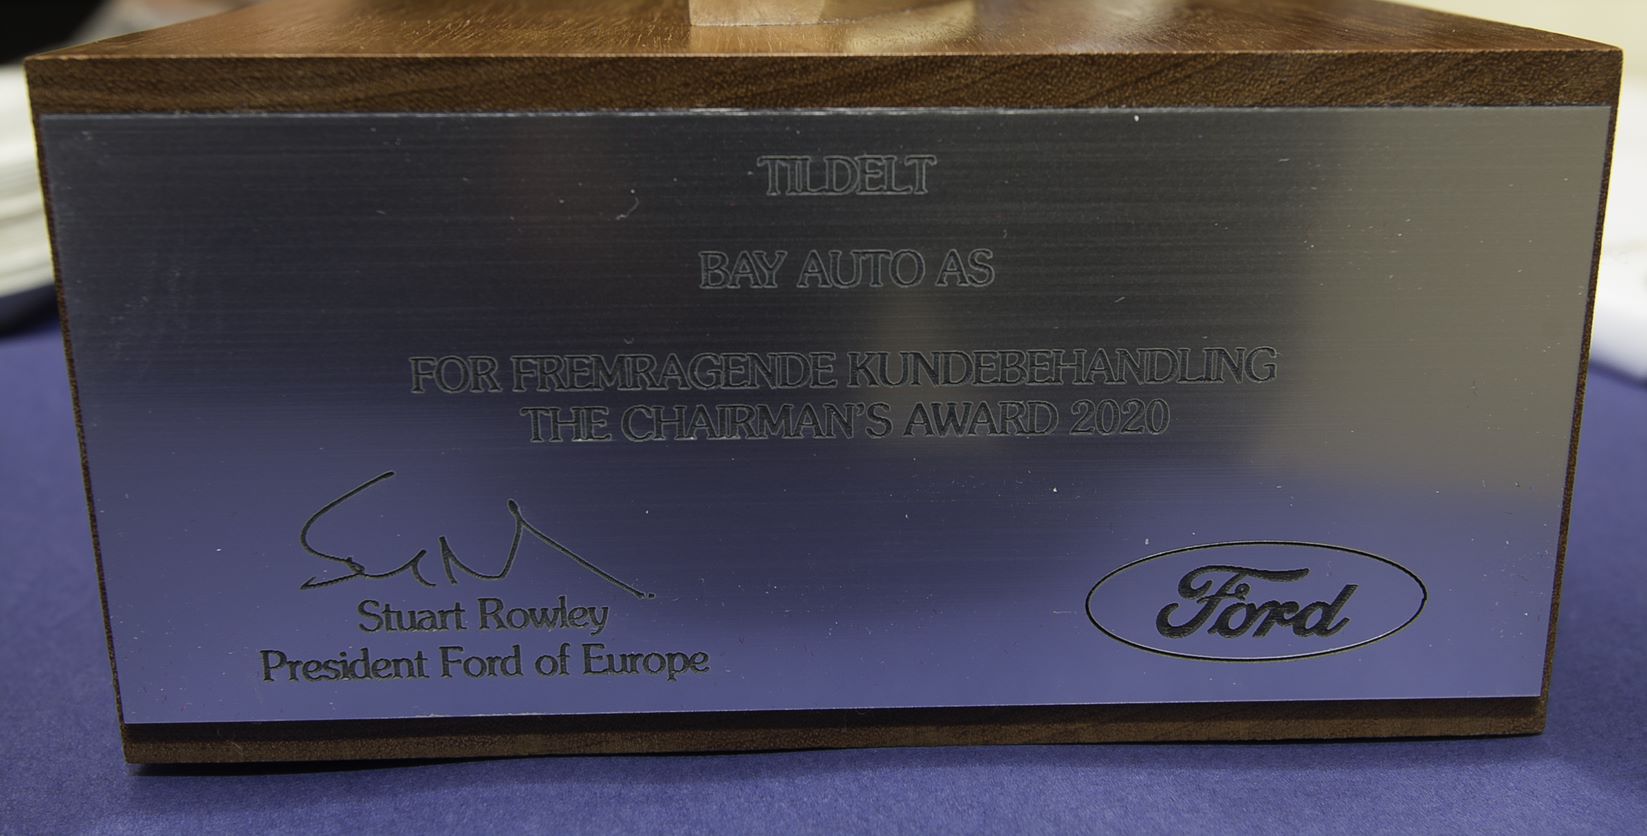 TILDELT
BAY AUTO AS
FOR FREMRAGENDE KUNDEBEHANDLING
THE CHAIRMAN'S AWARD 2020
Stuart Rowley
President Ford of Europe
Ford